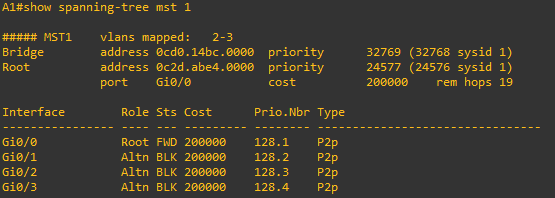 A1#show spanning-tree mst 1
##### MST1    vlans mapped:   2-3
Bridge        address 0cd0.14bc.0000  priority      32769 (32768 sysid 1)
Root          address 0c2d.abe4.0000  priority      24577 (24576 sysid 1)
              port    Gi0/0           cost          200000    rem hops 19
Interface        Role Sts Cost      Prio.Nbr Type
---------------- ---- --- --------- -------- --------------------------------
Gi0/0            Root FWD 200000    128.1    P2p
Gi0/1            Altn BLK 200000    128.2    P2p
Gi0/2            Altn BLK 200000    128.3    P2p
Gi0/3            Altn BLK 200000    128.4    P2p